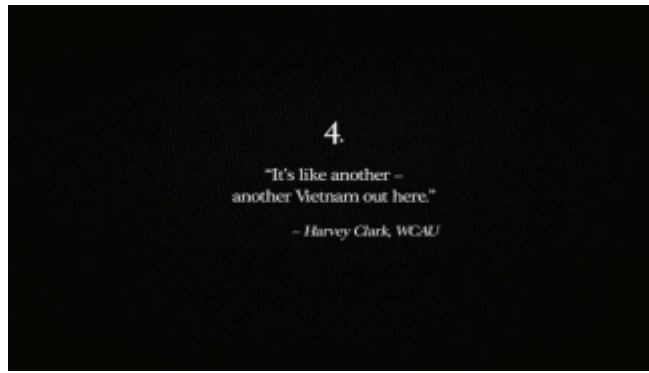 4.
“It’s like another –
another Vietnam out here.”
– Harvey Clark, WCAU